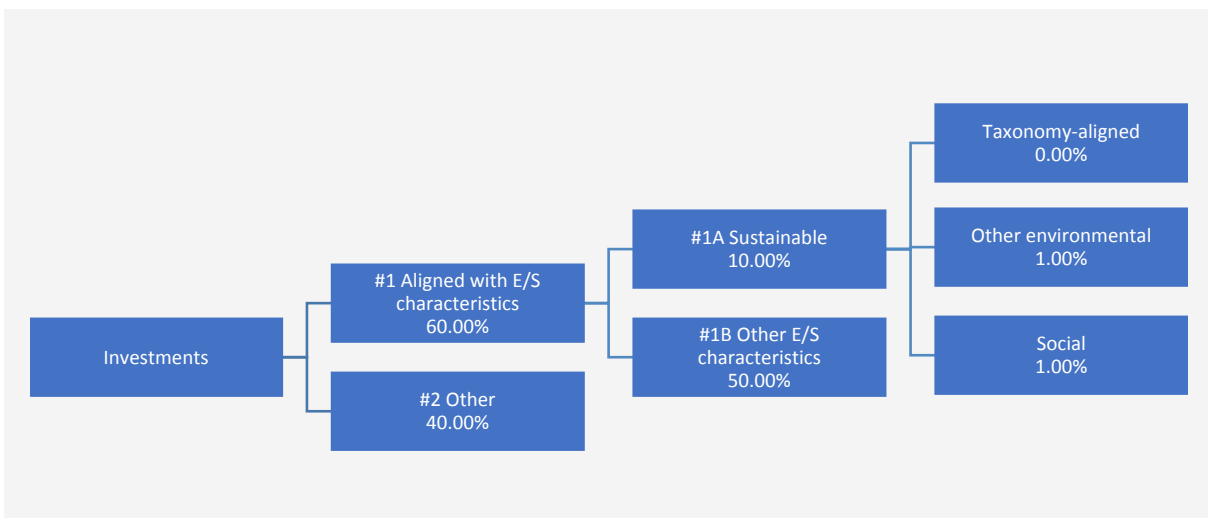 Investments
#1 Aligned with E/S
characteristics
60.00%
#2 Other
40.00%
#1A Sustainable
10.00%
#1B Other E/S
characteristics
50.00%
Taxonomy-aligned
0.00%
Other environmental
1.00%
Social
1.00%